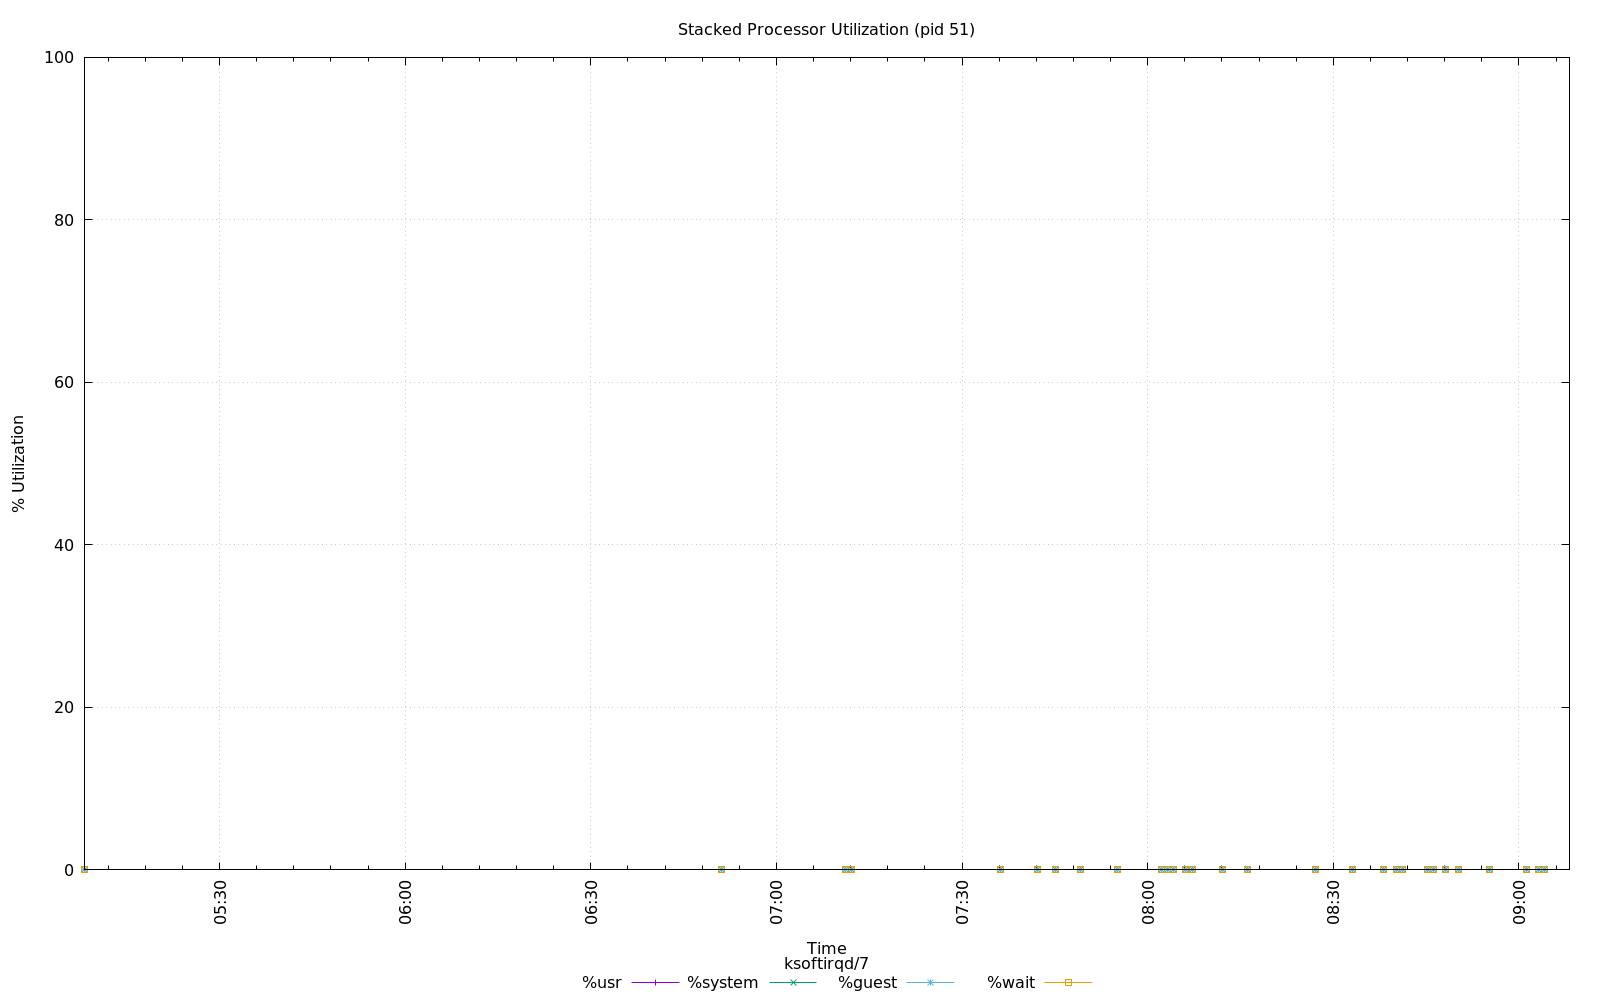 Stacked Processor Utilization (pid 51)
100
80
60
40
20
0
% Utilization
05:30 06:00 06:30 07:00 07:30 08:00 08:30 09:00
Time
ksoftirqd/7
%usr %system %guest %wait